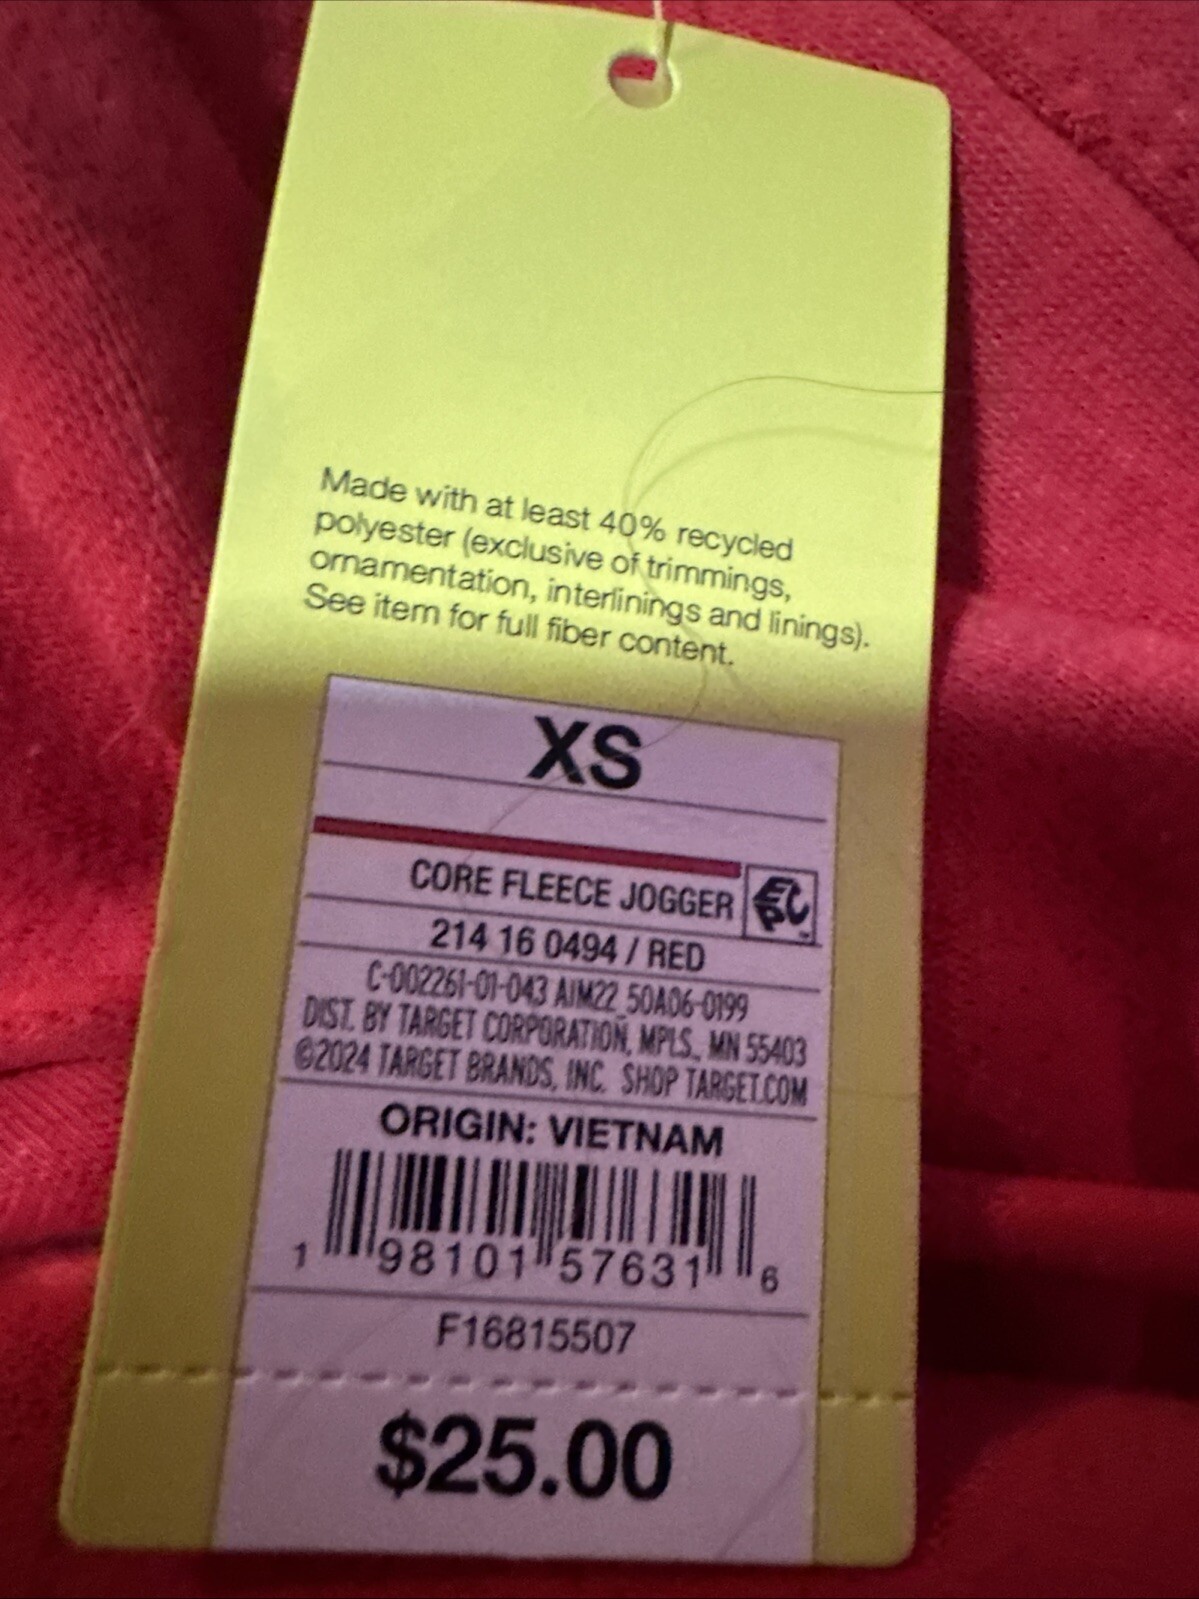 Made with at least 40% recycled
polyester (exclusive of trimmings,
ornamentation, interlinings and linings).
See item for full fiber content.
XS
CORE FLEECE JOGGER
EPC
214 16 0494 / RED
C-002261-01-043 AIM22_50A06-0199
DIST. BY TARGET CORPORATION, MPLS., MN 55403
©2024 TARGET BRANDS, INC. SHOP TARGET.COM
ORIGIN: VIETNAM
1 98101 57631 6
F16815507
$25.00